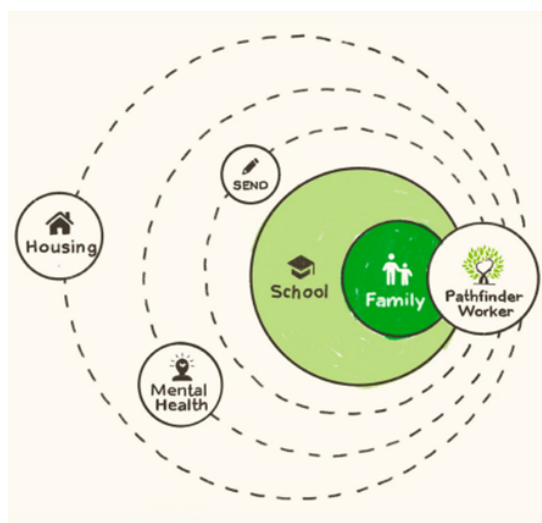 SEND
Housing
School
Family
Pathfinder
Worker
Mental
Health